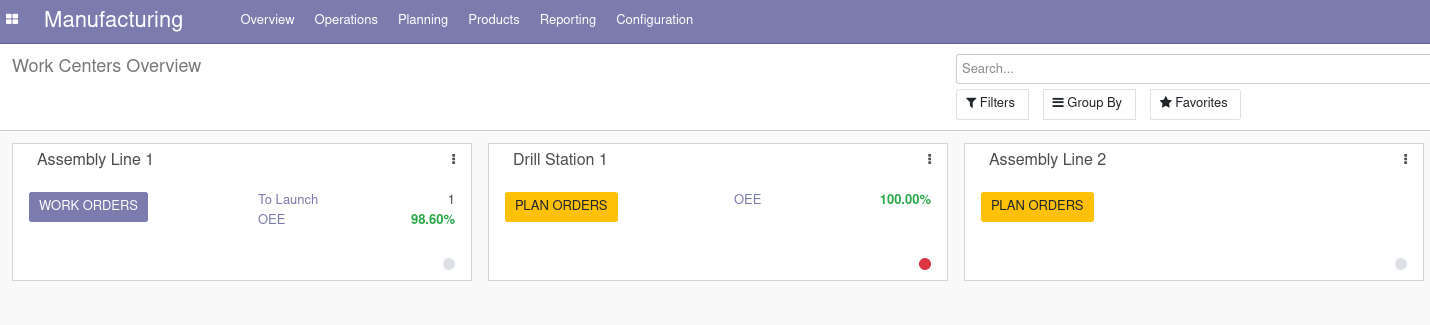 Manufacturing Overview Operations Planning Products Reporting Configuration
Work Centers Overview
Search...
Filters Group By Favorites
Assembly Line 1
WORK ORDERS
To Launch 1
OEE 98.60%
Drill Station 1
PLAN ORDERS
OEE 100.00%
Assembly Line 2
PLAN ORDERS